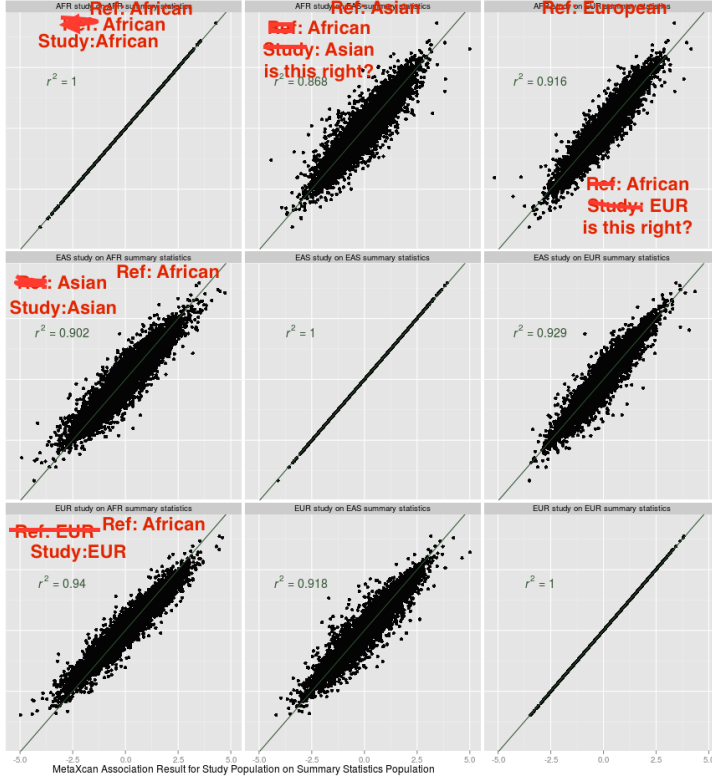 AFR study on AFR summary statistics
Ref: African
Ref: African
Study:African
r² = 1
AFR study on EAS summary statistics
Ref: Asian
Ref: African
Study: Asian
is this right?
r² = 0.868
AFR study on EUR summary statistics
Ref: European
r² = 0.916
Ref: African
Study: EUR
is this right?
EAS study on AFR summary statistics
Ref: African
Ref: Asian
Study:Asian
r² = 0.902
EAS study on EAS summary statistics
r² = 1
EAS study on EUR summary statistics
r² = 0.929
EUR study on AFR summary statistics
Ref: EUR
Ref: African
Study:EUR
r² = 0.94
EUR study on EAS summary statistics
r² = 0.918
EUR study on EUR summary statistics
r² = 1
-5.0 -2.5 0.0 2.5 5.0
-5.0 -2.5 0.0 2.5 5.0
-5.0 -2.5 0.0 2.5 5.0
MetaXcan Association Result for Study Population on Summary Statistics Population